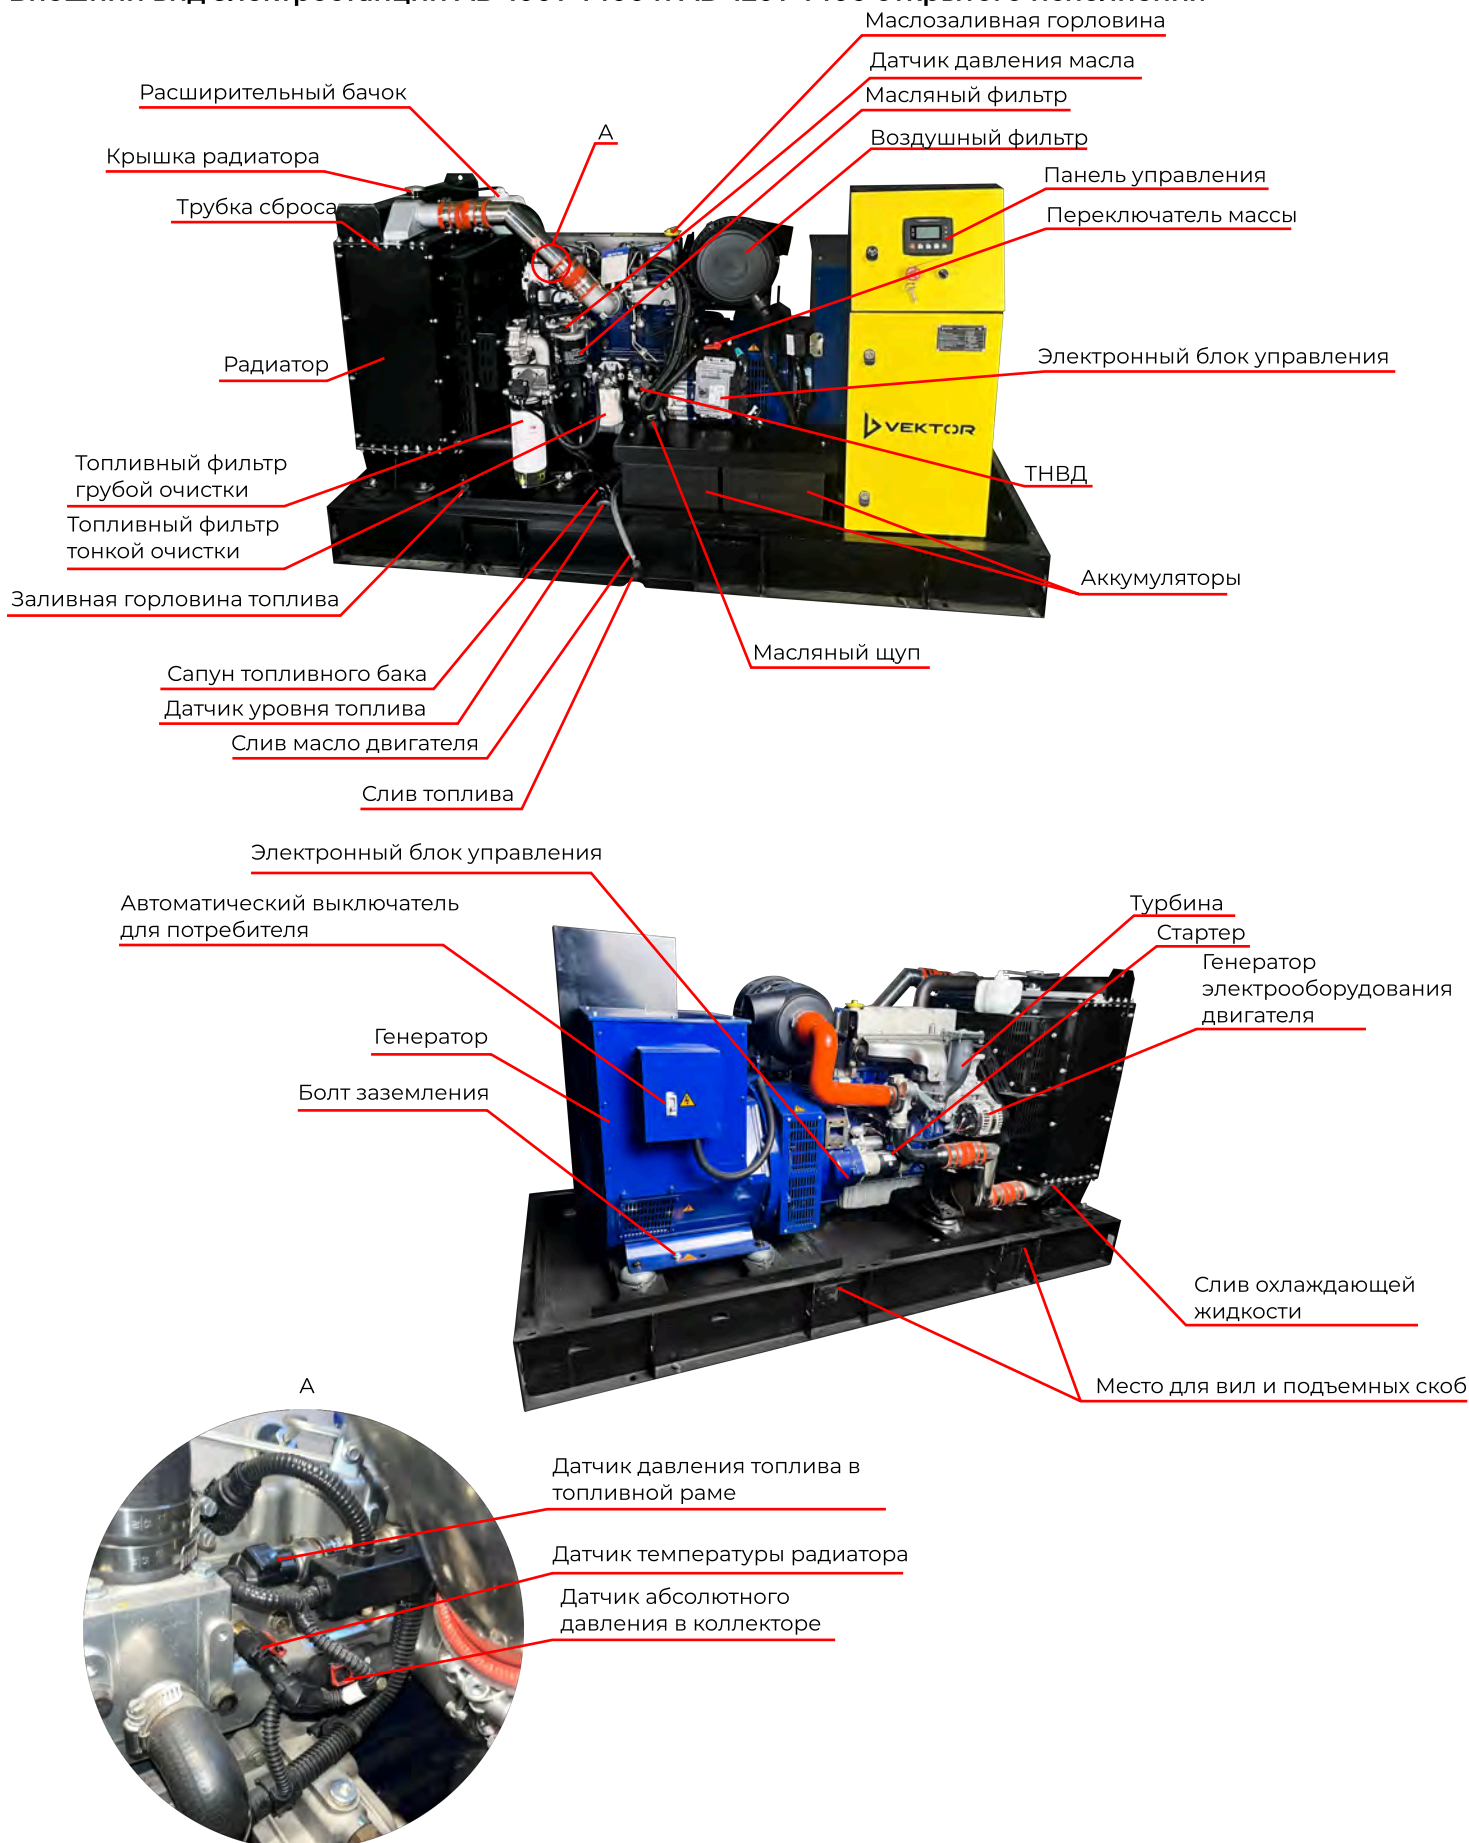 Маслозаливная горловина
Датчик давления масла
Масляный фильтр
Воздушный фильтр
Расширительный бачок
А
Крышка радиатора
Трубка сброса
Панель управления
Переключатель массы
Радиатор
Электронный блок управления
VEKTOR
ТНВД
Топливный фильтр
грубой очистки
Топливный фильтр
тонкой очистки
Заливная горловина топлива
Аккумуляторы
Масляный щуп
Сапун топливного бака
Датчик уровня топлива
Слив масло двигателя
Слив топлива
Электронный блок управления
Автоматический выключатель
для потребителя
Генератор
Болт заземления
Турбина
Стартер
Генератор
электрооборудования
двигателя
Слив охлаждающей
жидкости
Место для вил и подъемных скоб
А
Датчик давления топлива в
топливной раме
Датчик температуры радиатора
Датчик абсолютного
давления в коллекторе